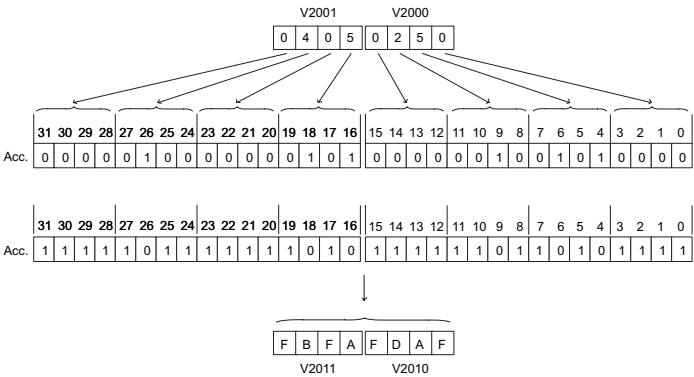 V2001 V2000
0 4 0 5 0 2 5 0
31 30 29 28 27 26 25 24 23 22 21 20 19 18 17 16 15 14 13 12 11 10 9 8 7 6 5 4 3 2 1 0
Acc. 0 0 0 0 0 1 0 0 0 0 0 0 0 1 0 1 0 0 0 0 0 0 1 0 0 1 0 1 0 0 0 0
31 30 29 28 27 26 25 24 23 22 21 20 19 18 17 16 15 14 13 12 11 10 9 8 7 6 5 4 3 2 1 0
Acc. 1 1 1 1 1 0 1 1 1 1 1 1 1 0 1 0 1 1 1 1 1 1 0 1 1 0 1 0 1 1 1 1
F B F A F D A F
V2011 V2010